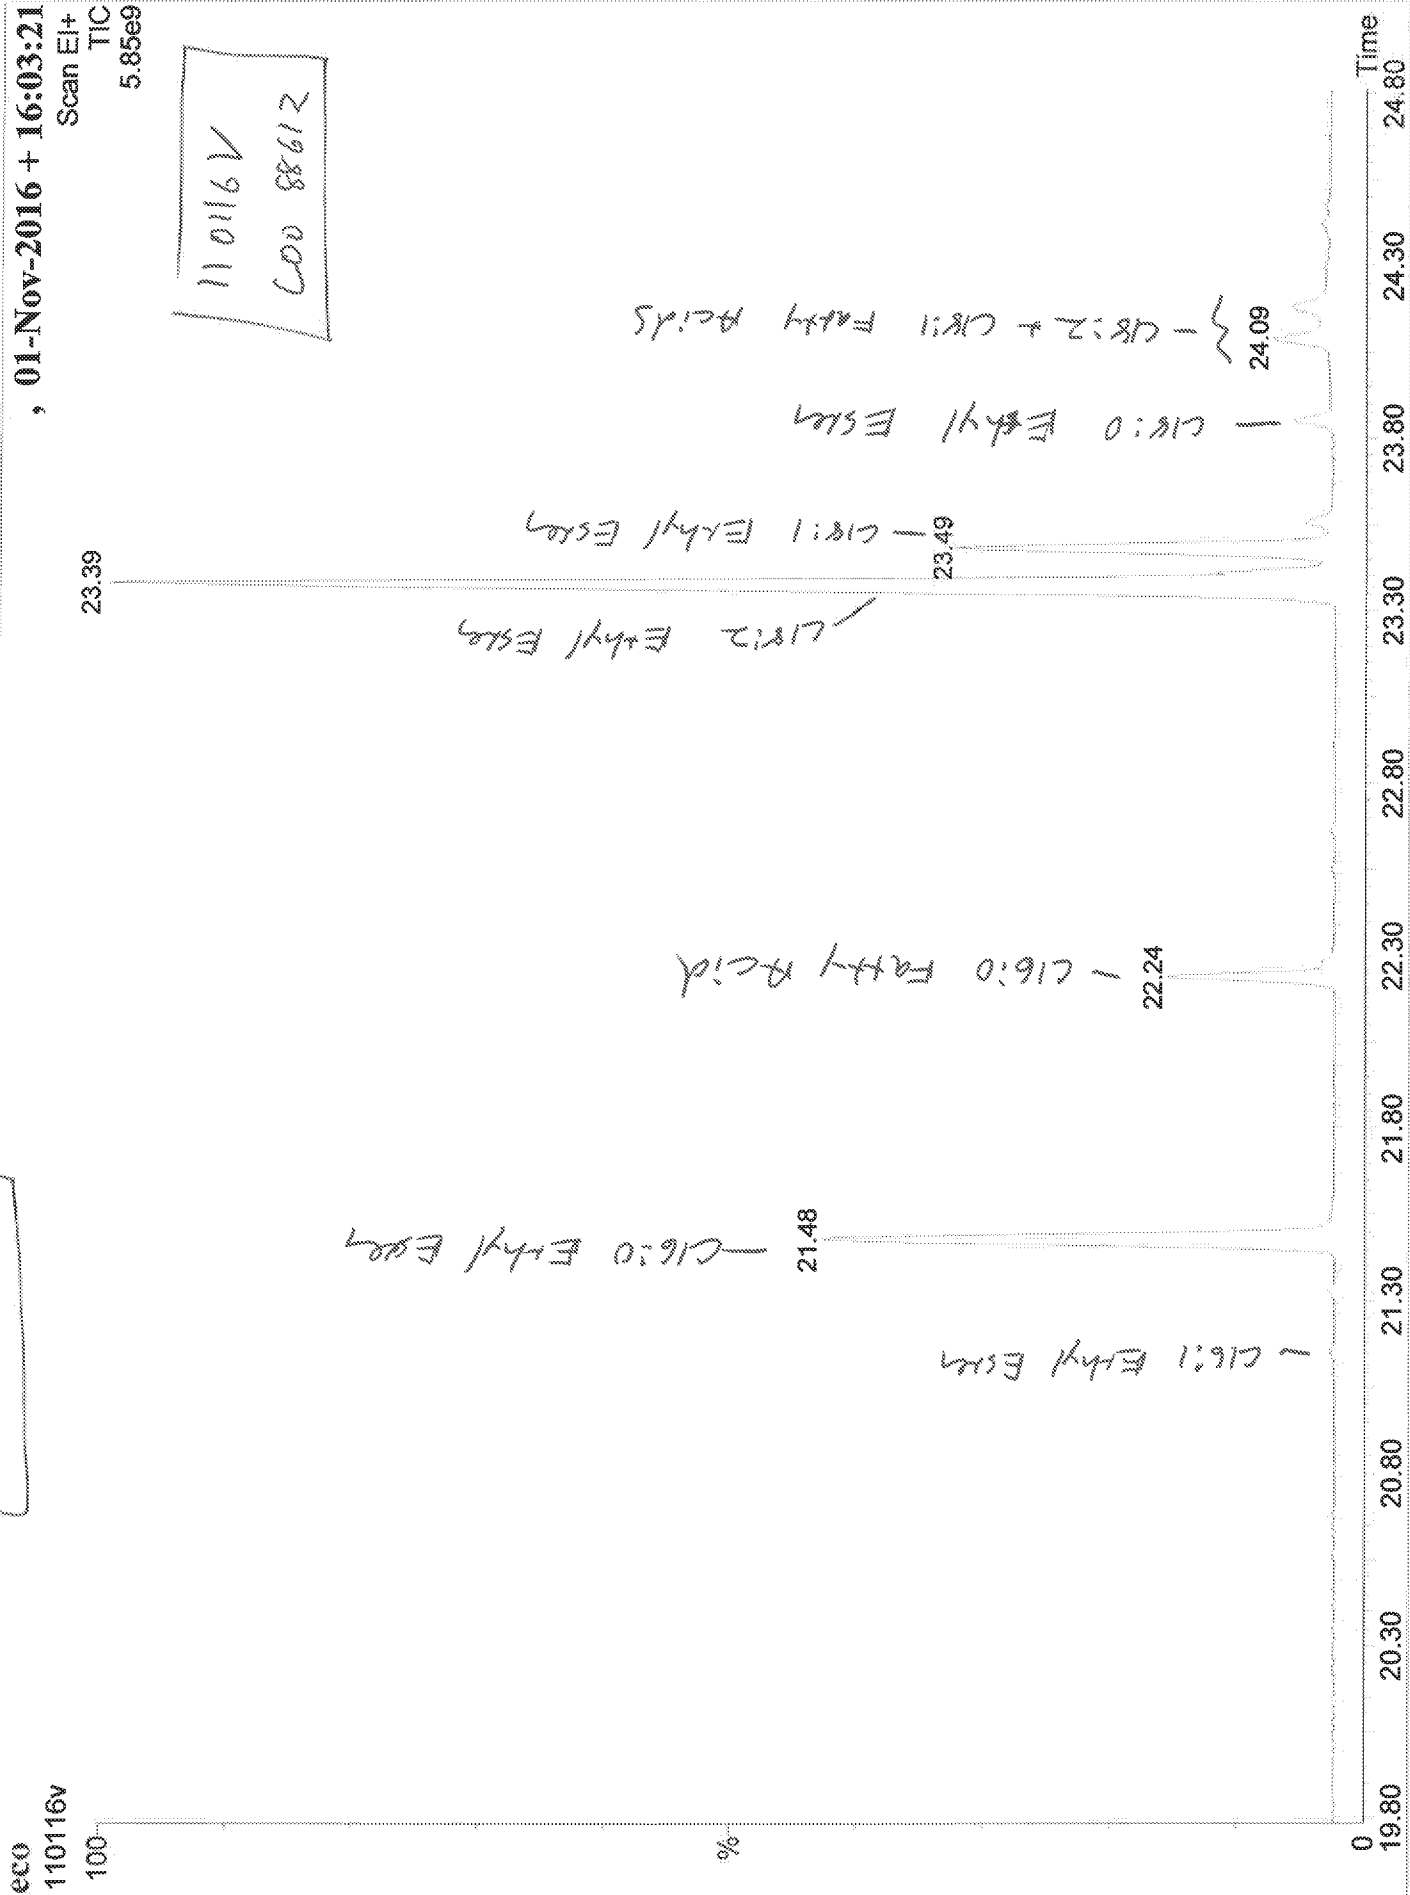 eco
, 01-Nov-2016 + 16:03:21
110116v
Scan EI+
TIC
5.85e9
110116V
88612
100
%
0
23.39
C18:2 Ethyl Ester
23.49
C18:1 Ethyl Ester
C18:0 Ethyl Ester
24.09
C18:2 + C18:1 Fatty Acids
22.24
C16:0 Fatty Acid
21.48
C16:0 Ethyl Ester
C16:1 Ethyl Ester
19.80 20.30 20.80 21.30 21.80 22.30 22.80 23.30 23.80 24.30 24.80
Time